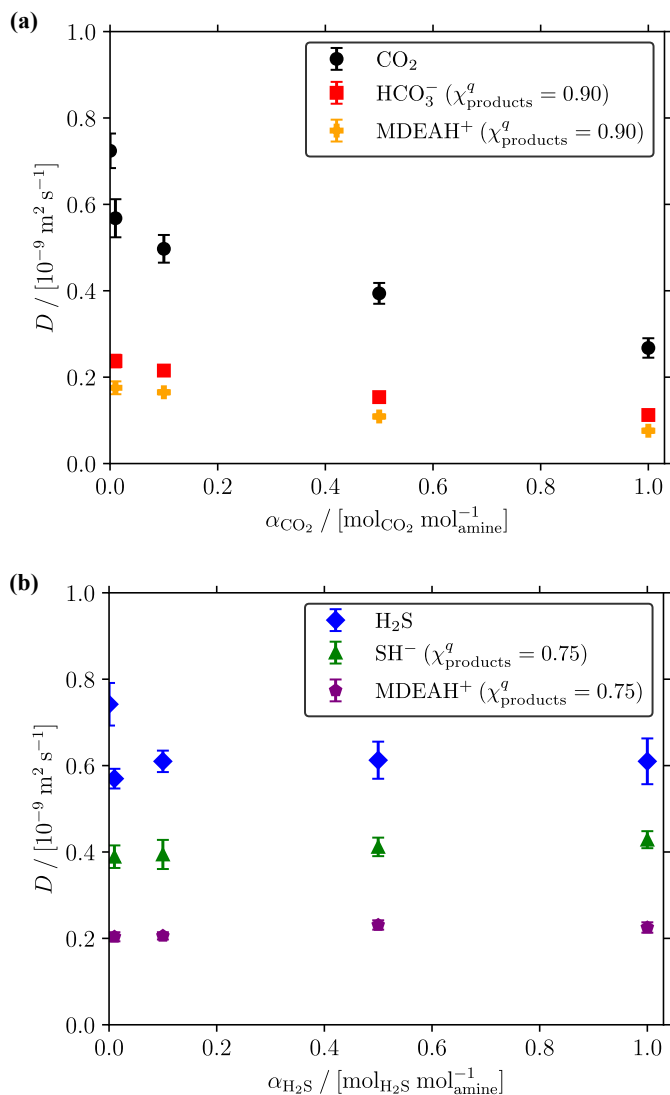 (a)
1.0
0.8
0.6
0.4
0.2
0.0
D / [10⁻⁹ m² s⁻¹]
CO₂
HCO₃⁻ (χ^q_products = 0.90)
MDEAH⁺ (χ^q_products = 0.90)
0.0 0.2 0.4 0.6 0.8 1.0
α_CO₂ / [mol_CO₂ mol⁻¹_amine]
(b)
1.0
0.8
0.6
0.4
0.2
0.0
D / [10⁻⁹ m² s⁻¹]
H₂S
SH⁻ (χ^q_products = 0.75)
MDEAH⁺ (χ^q_products = 0.75)
0.0 0.2 0.4 0.6 0.8 1.0
α_H₂S / [mol_H₂S mol⁻¹_amine]